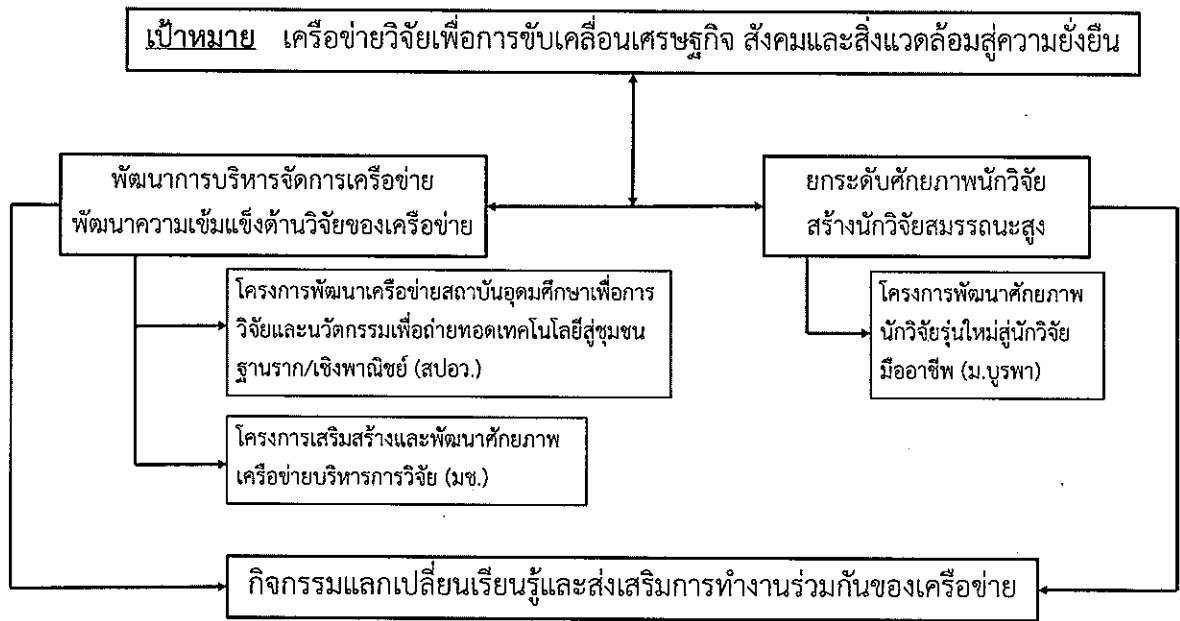 เป้าหมาย เครือข่ายวิจัยเพื่อการขับเคลื่อนเศรษฐกิจ สังคมและสิ่งแวดล้อมสู่ความยั่งยืน
พัฒนาการบริหารจัดการเครือข่าย
พัฒนาความเข้มแข็งด้านวิจัยของเครือข่าย
ยกระดับศักยภาพนักวิจัย
สร้างนักวิจัยสมรรถนะสูง
โครงการพัฒนาเครือข่ายสถาบันอุดมศึกษาเพื่อการ
วิจัยและนวัตกรรมเพื่อถ่ายทอดเทคโนโลยีสู่ชุมชน
ฐานราก/เชิงพาณิชย์ (สปอว.)
โครงการพัฒนาศักยภาพ
นักวิจัยรุ่นใหม่สู่นักวิจัย
มืออาชีพ (ม.บูรพา)
โครงการเสริมสร้างและพัฒนาศักยภาพ
เครือข่ายบริหารการวิจัย (มช.)
กิจกรรมแลกเปลี่ยนเรียนรู้และส่งเสริมการทำงานร่วมกันของเครือข่าย